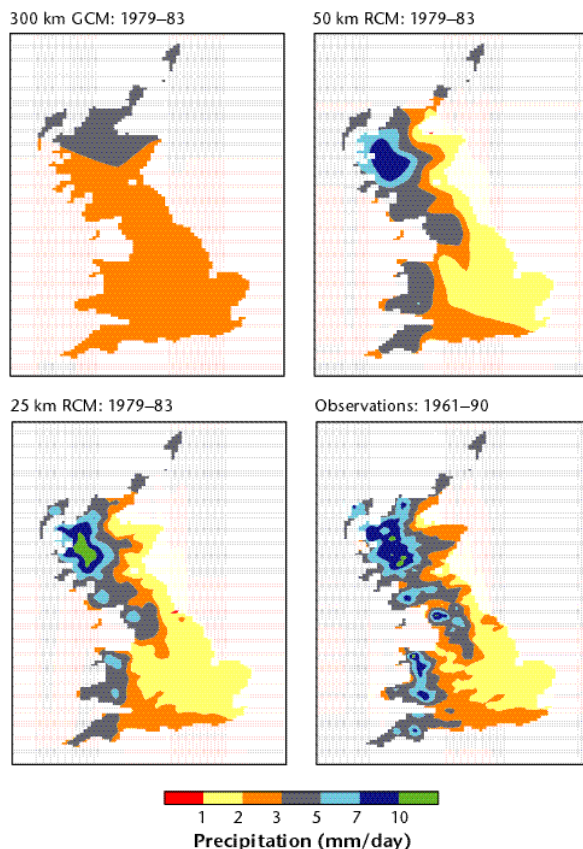 300 km GCM: 1979–83
50 km RCM: 1979–83
25 km RCM: 1979–83
Observations: 1961–90
1 2 3 5 7 10
Precipitation (mm/day)